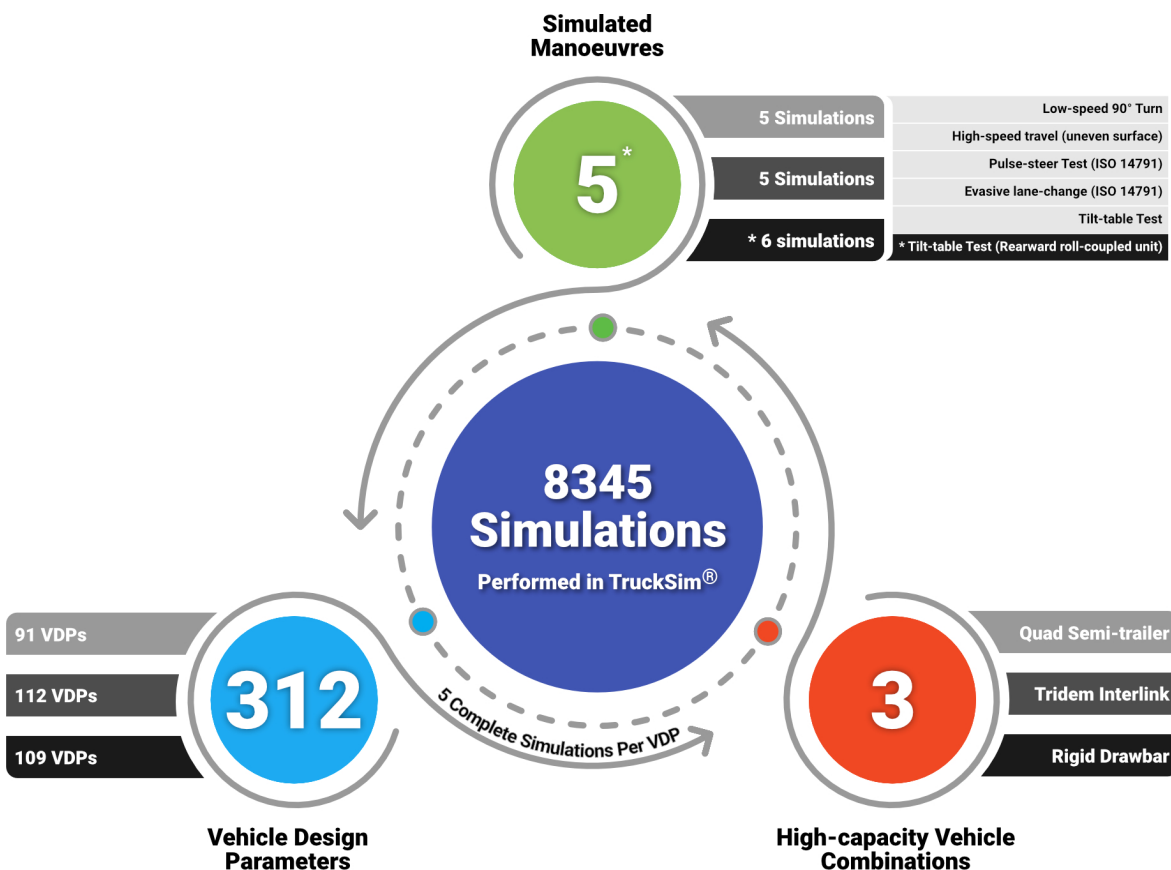 Simulated
Manoeuvres
5*
5 Simulations
5 Simulations
* 6 simulations
Low-speed 90° Turn
High-speed travel (uneven surface)
Pulse-steer Test (ISO 14791)
Evasive lane-change (ISO 14791)
Tilt-table Test
* Tilt-table Test (Rearward roll-coupled unit)
8345
Simulations
Performed in TruckSim®
91 VDPs
112 VDPs
109 VDPs
312
5 Complete Simulations Per VDP
3
Quad Semi-trailer
Tridem Interlink
Rigid Drawbar
Vehicle Design
Parameters
High-capacity Vehicle
Combinations